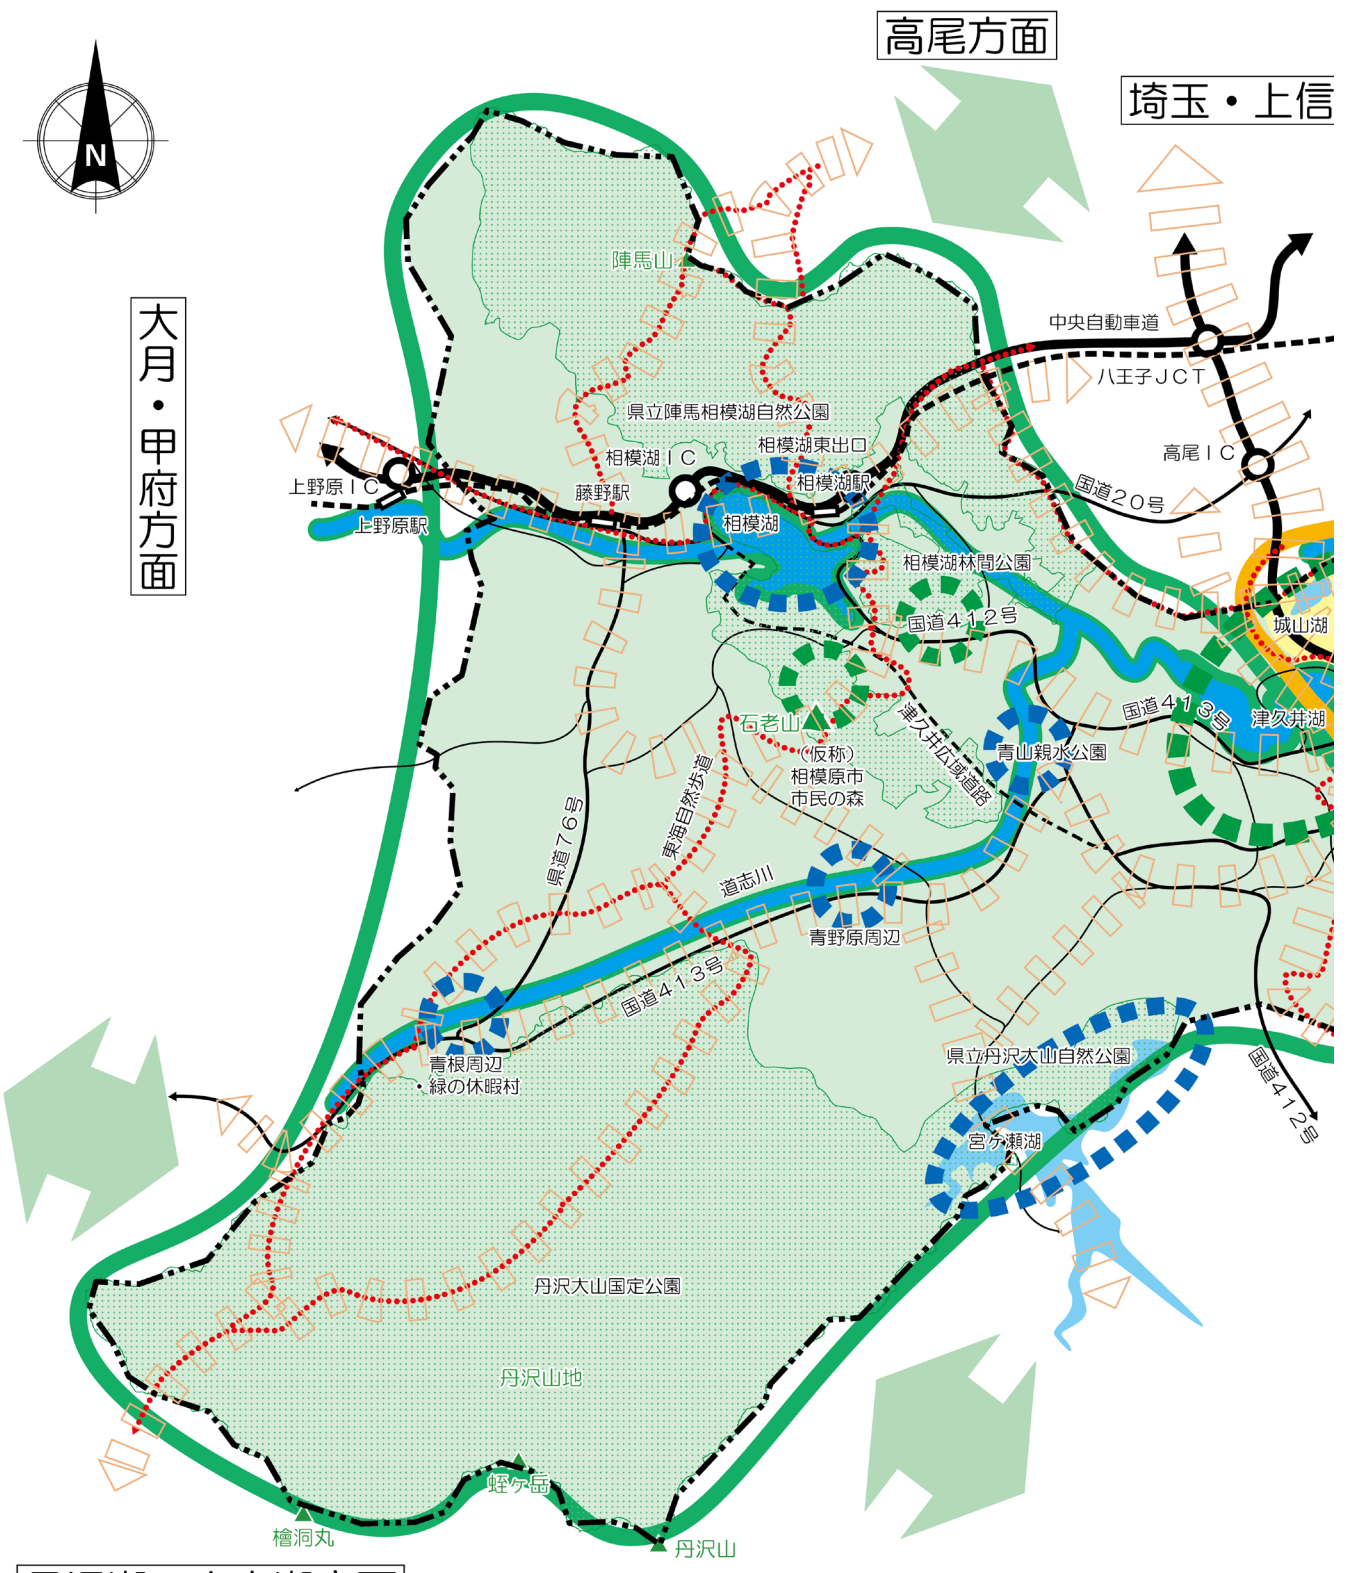 高尾方面
埼玉・上信
N
大月・甲府方面
陣馬山
中央自動車道
八王子JCT
県立陣馬相模湖自然公園
相模湖東出口
相模湖IC
高尾IC
上野原IC
藤野駅
相模湖駅
国道20号
上野原駅
相模湖
相模湖林間公園
国道412号
城山湖
石老山
国道413号
津久井湖
(仮称)
相模原市
市民の森
津久井広域道路
青山親水公園
東海自然歩道
県道76号
道志川
青野原周辺
国道413号
青根周辺
・緑の休暇村
県立丹沢大山自然公園
国道412号
宮ケ瀬湖
丹沢大山国定公園
丹沢山地
蛭ケ岳
檜洞丸
丹沢山